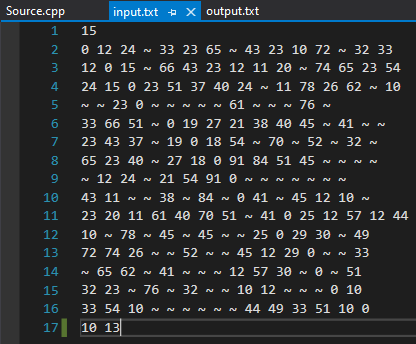 Source.cpp input.txt output.txt
1 15
2 0 12 24 ~ 33 23 65 ~ 43 23 10 72 ~ 32 33
3 12 0 15 ~ 66 43 23 12 11 20 ~ 74 65 23 54
4 24 15 0 23 51 37 40 24 ~ 11 78 26 62 ~ 10
5 ~ ~ 23 0 ~ ~ ~ ~ ~ 61 ~ ~ ~ 76 ~
6 33 66 51 ~ 0 19 27 21 38 40 45 ~ 41 ~ ~
7 23 43 37 ~ 19 0 18 54 ~ 70 ~ 52 ~ 32 ~
8 65 23 40 ~ 27 18 0 91 84 51 45 ~ ~ ~ ~
9 ~ 12 24 ~ 21 54 91 0 ~ ~ ~ ~ ~ ~ ~
10 43 11 ~ ~ 38 ~ 84 ~ 0 41 ~ 45 12 10 ~
11 23 20 11 61 40 70 51 ~ 41 0 25 12 57 12 44
12 10 ~ 78 ~ 45 ~ 45 ~ ~ 25 0 29 30 ~ 49
13 72 74 26 ~ ~ 52 ~ ~ 45 12 29 0 ~ ~ 33
14 ~ 65 62 ~ 41 ~ ~ ~ 12 57 30 ~ 0 ~ 51
15 32 23 ~ 76 ~ 32 ~ ~ 10 12 ~ ~ ~ 0 10
16 33 54 10 ~ ~ ~ ~ ~ ~ 44 49 33 51 10 0
17 10 13